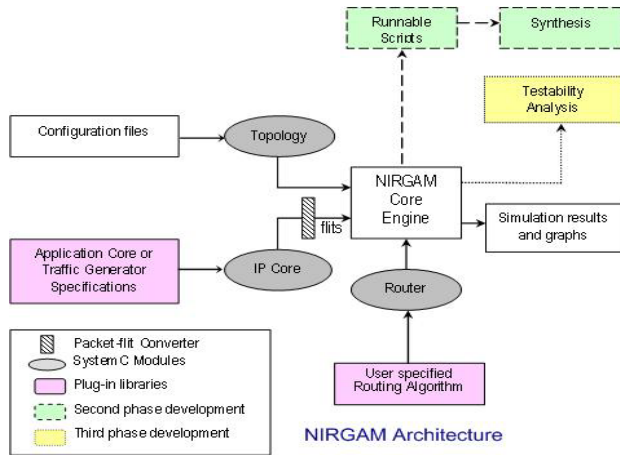 Runnable
Scripts
Synthesis
Testability
Analysis
Configuration files
Topology
NIRGAM
Core
Engine
flits
Simulation results
and graphs
Application Core or
Traffic Generator
Specifications
IP Core
Router
User specified
Routing Algorithm
Packet-flit Converter
System C Modules
Plug-in libraries
Second phase development
Third phase development
NIRGAM Architecture